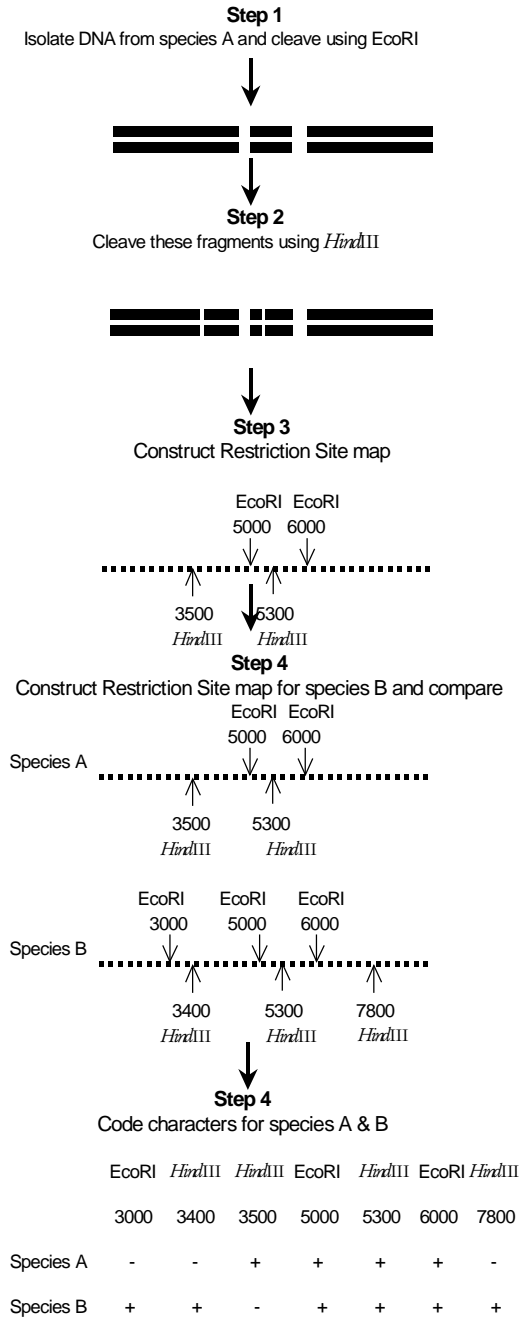 Step 1
Isolate DNA from species A and cleave using EcoRI
Step 2
Cleave these fragments using HindIII
Step 3
Construct Restriction Site map
EcoRI EcoRI
5000 6000
3500 5300
HindIII HindIII
Step 4
Construct Restriction Site map for species B and compare
EcoRI EcoRI
5000 6000
Species A
3500 5300
HindIII HindIII
EcoRI EcoRI EcoRI
3000 5000 6000
Species B
3400 5300 7800
HindIII HindIII HindIII
Step 4
Code characters for species A & B
EcoRI HindIII HindIII EcoRI HindIII EcoRI HindIII
3000 3400 3500 5000 5300 6000 7800
Species A - - + + + + -
Species B + + - + + + +